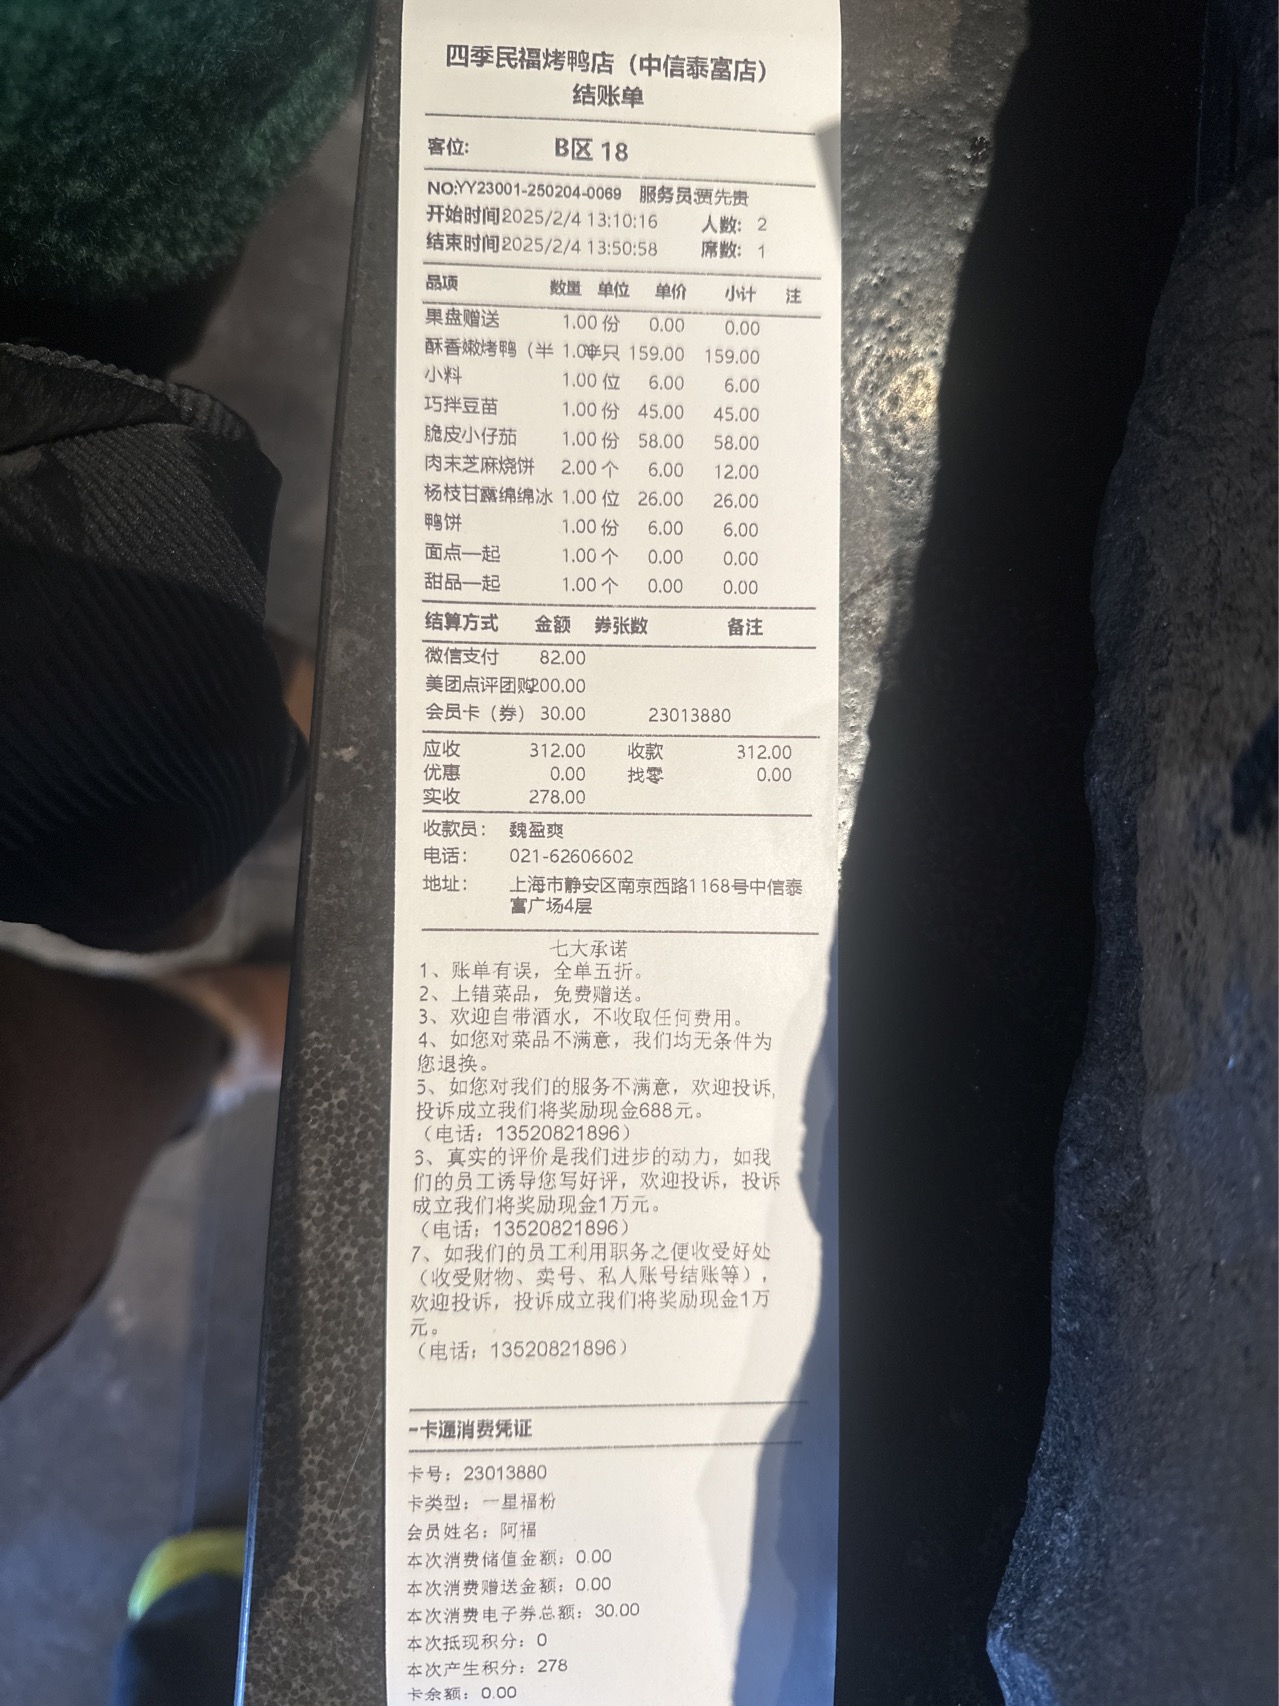 四季民福烤鸭店（中信泰富店）
结账单
客位： B区 18
NO:YY23001-250204-0069 服务员:贾先贵
开始时间2025/2/4 13:10:16 人数： 2
结束时间2025/2/4 13:50:58 席数： 1
品项 数量 单位 单价 小计 注
果盘赠送 1.00 份 0.00 0.00
酥香嫩烤鸭（半 1.00半只 159.00 159.00
小料 1.00 位 6.00 6.00
巧拌豆苗 1.00 份 45.00 45.00
脆皮小仔茄 1.00 份 58.00 58.00
肉末芝麻烧饼 2.00 个 6.00 12.00
杨枝甘露绵绵冰 1.00 位 26.00 26.00
鸭饼 1.00 份 6.00 6.00
面点一起 1.00 个 0.00 0.00
甜品一起 1.00 个 0.00 0.00
结算方式 金额 券张数 备注
微信支付 82.00
美团点评团购200.00
会员卡（券） 30.00 23013880
应收 312.00 收款 312.00
优惠 0.00 找零 0.00
实收 278.00
收款员： 魏盈爽
电话： 021-62606602
地址： 上海市静安区南京西路1168号中信泰
富广场4层
七大承诺
1、账单有误，全单五折。
2、上错菜品，免费赠送。
3、欢迎自带酒水，不收取任何费用。
4、如您对菜品不满意，我们均无条件为
您退换。
5、如您对我们的服务不满意，欢迎投诉，
投诉成立我们将奖励现金688元。
（电话：13520821896）
6、真实的评价是我们进步的动力，如我
们的员工诱导您写好评，欢迎投诉，投诉
成立我们将奖励现金1万元。
（电话：13520821896）
7、如我们的员工利用职务之便收受好处
（收受财物、卖号、私人账号结账等），
欢迎投诉，投诉成立我们将奖励现金1万
元。
（电话：13520821896）
一卡通消费凭证
卡号：23013880
卡类型：一星福粉
会员姓名：阿福
本次消费储值金额：0.00
本次消费赠送金额：0.00
本次消费电子券总额：30.00
本次抵现积分：0
本次产生积分：278
卡余额：0.00